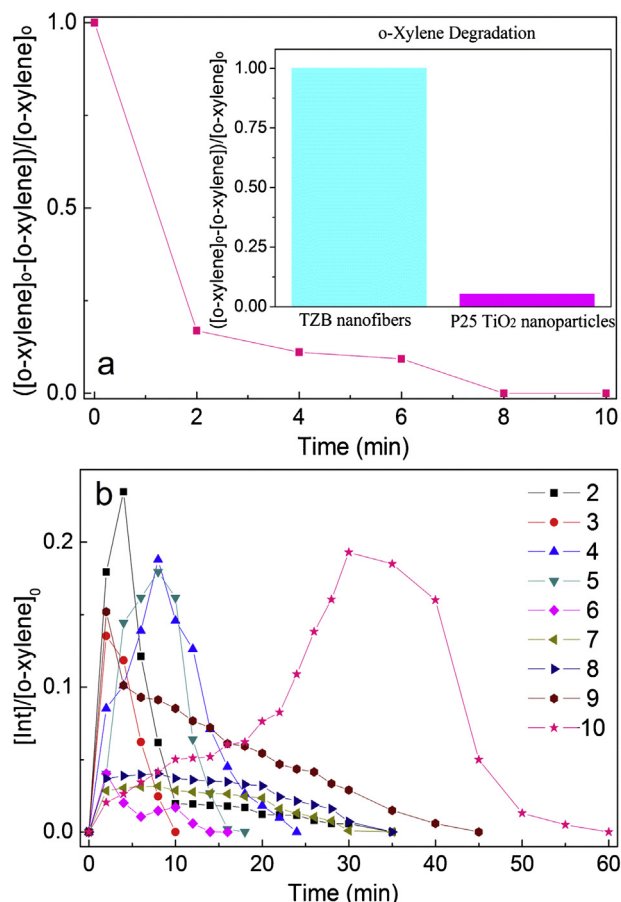 o-Xylene Degradation
([o-xylene]₀-[o-xylene])/[o-xylene]₀
1.00
0.75
0.50
0.25
0.00
TZB nanofibers
P25 TiO₂ nanoparticles
([o-xylene]₀-[o-xylene])/[o-xylene]₀
1.0
0.5
0.0
a
0 2 4 6 8 10
Time (min)
b
[Int]/[o-xylene]₀
0.2
0.1
0.0
2
3
4
5
6
7
8
9
10
0 10 20 30 40 50 60
Time (min)